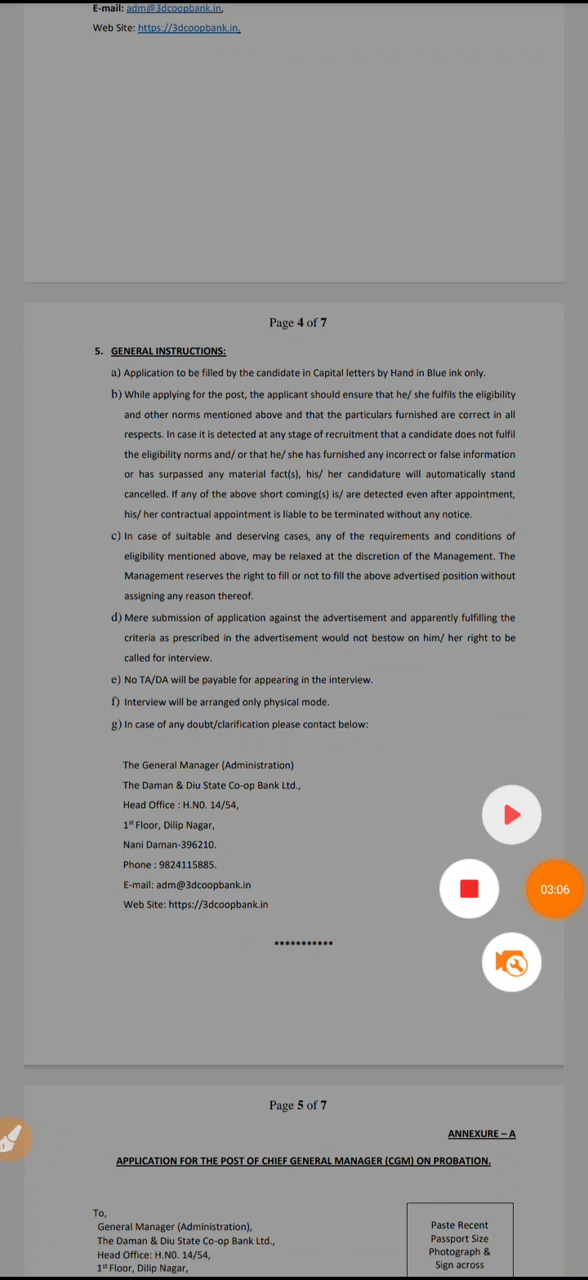 E-mail: adm@3dcoopbank.in,
Web Site: https://3dcoopbank.in,
Page 4 of 7
5. GENERAL INSTRUCTIONS:
a) Application to be filled by the candidate in Capital letters by Hand in Blue ink only.
b) While applying for the post, the applicant should ensure that he/ she fulfils the eligibility
and other norms mentioned above and that the particulars furnished are correct in all
respects. In case it is detected at any stage of recruitment that a candidate does not fulfil
the eligibility norms and/ or that he/ she has furnished any incorrect or false information
or has surpassed any material fact(s), his/ her candidature will automatically stand
cancelled. If any of the above short coming(s) is/ are detected even after appointment,
his/ her contractual appointment is liable to be terminated without any notice.
c) In case of suitable and deserving cases, any of the requirements and conditions of
eligibility mentioned above, may be relaxed at the discretion of the Management. The
Management reserves the right to fill or not to fill the above advertised position without
assigning any reason thereof.
d) Mere submission of application against the advertisement and apparently fulfilling the
criteria as prescribed in the advertisement would not bestow on him/ her right to be
called for interview.
e) No TA/DA will be payable for appearing in the interview.
f) Interview will be arranged only physical mode.
g) In case of any doubt/clarification please contact below:
The General Manager (Administration)
The Daman & Diu State Co-op Bank Ltd.,
Head Office : H.NO. 14/54,
1st Floor, Dilip Nagar,
Nani Daman-396210.
Phone : 9824115885.
E-mail: adm@3dcoopbank.in
Web Site: https://3dcoopbank.in
03:06
***********
Page 5 of 7
ANNEXURE – A
APPLICATION FOR THE POST OF CHIEF GENERAL MANAGER (CGM) ON PROBATION.
To,
General Manager (Administration),
The Daman & Diu State Co-op Bank Ltd.,
Head Office: H.NO. 14/54,
1st Floor, Dilip Nagar,
Paste Recent
Passport Size
Photograph &
Sign across